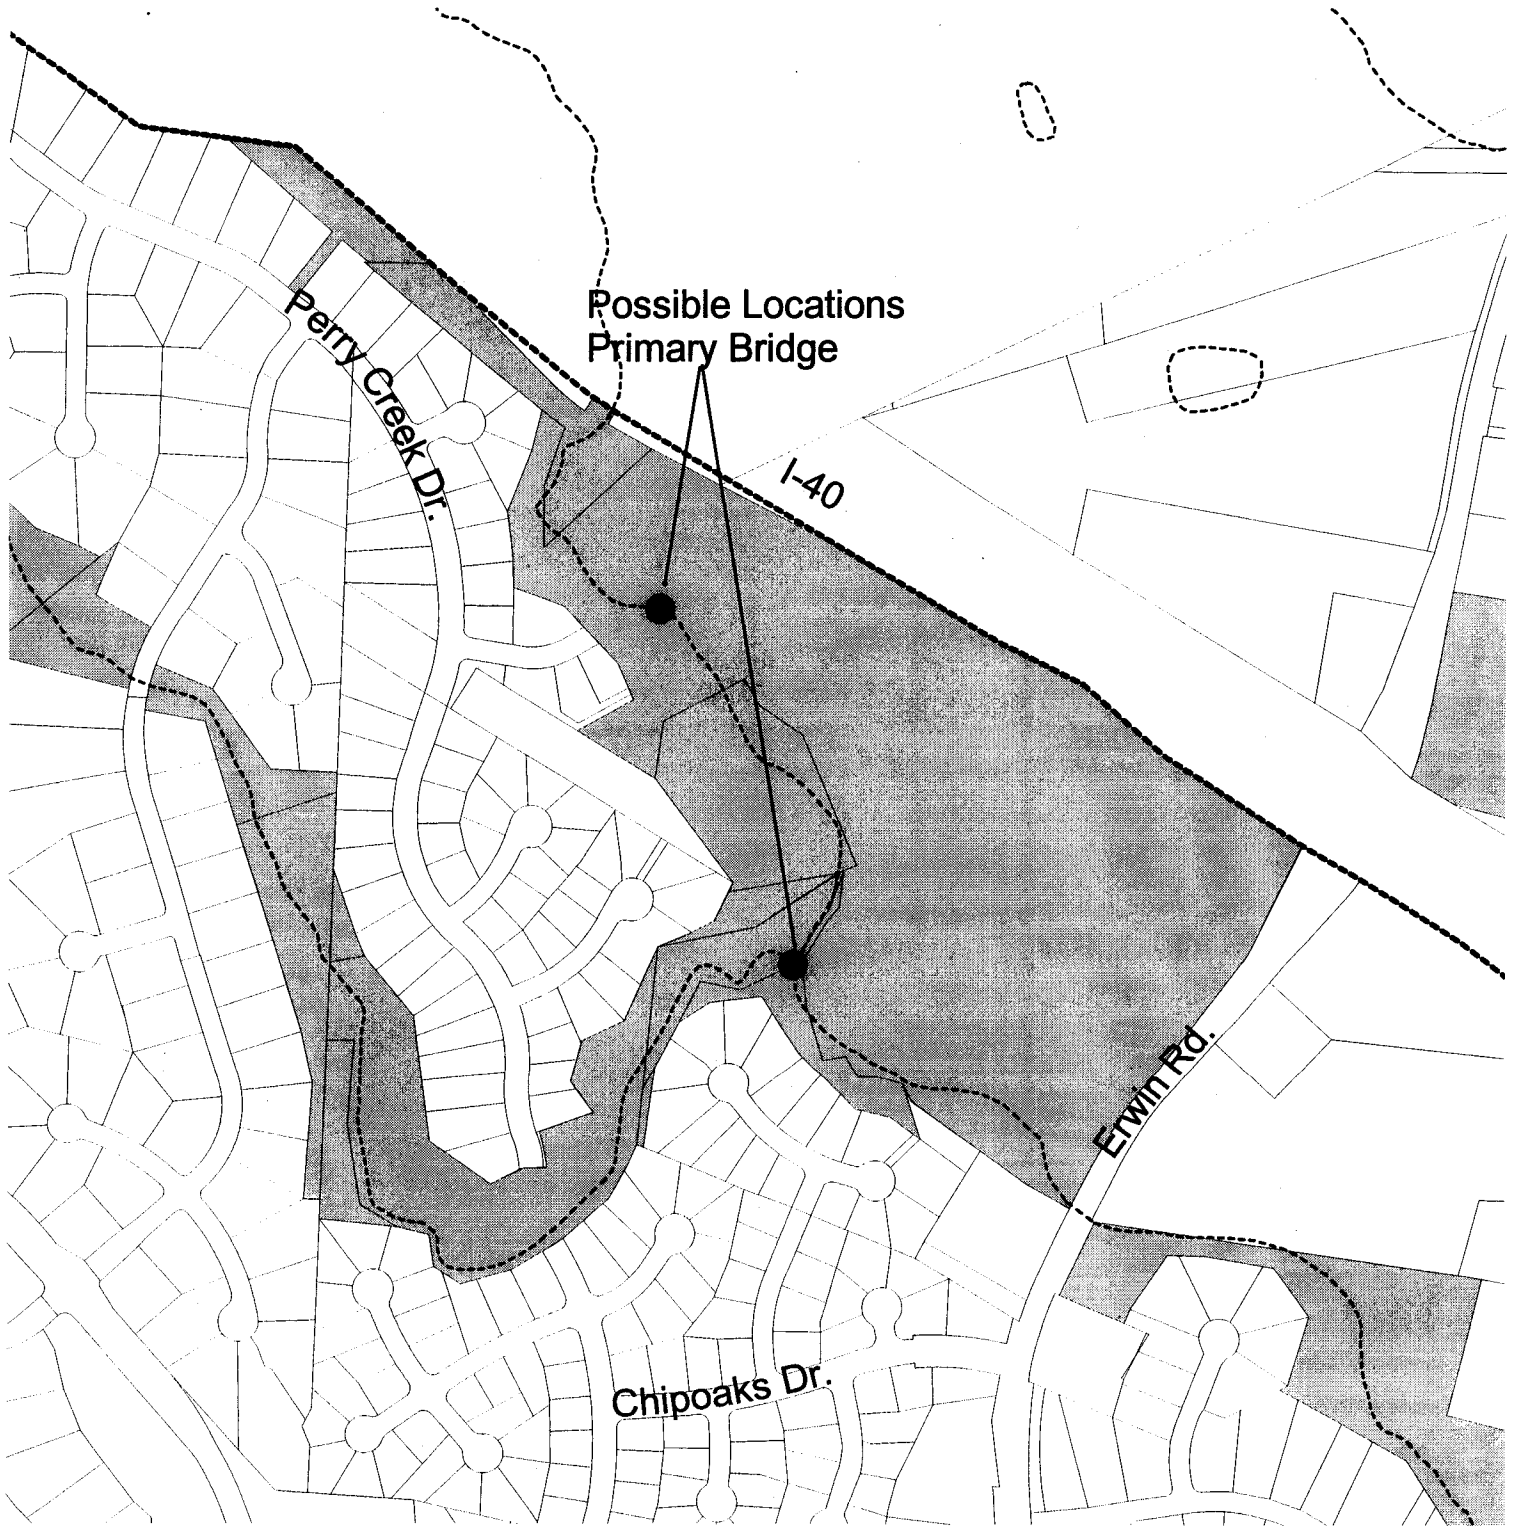 Possible Locations
Primary Bridge
Perry Creek Dr.
I-40
Erwin Rd.
Chipoaks Dr.